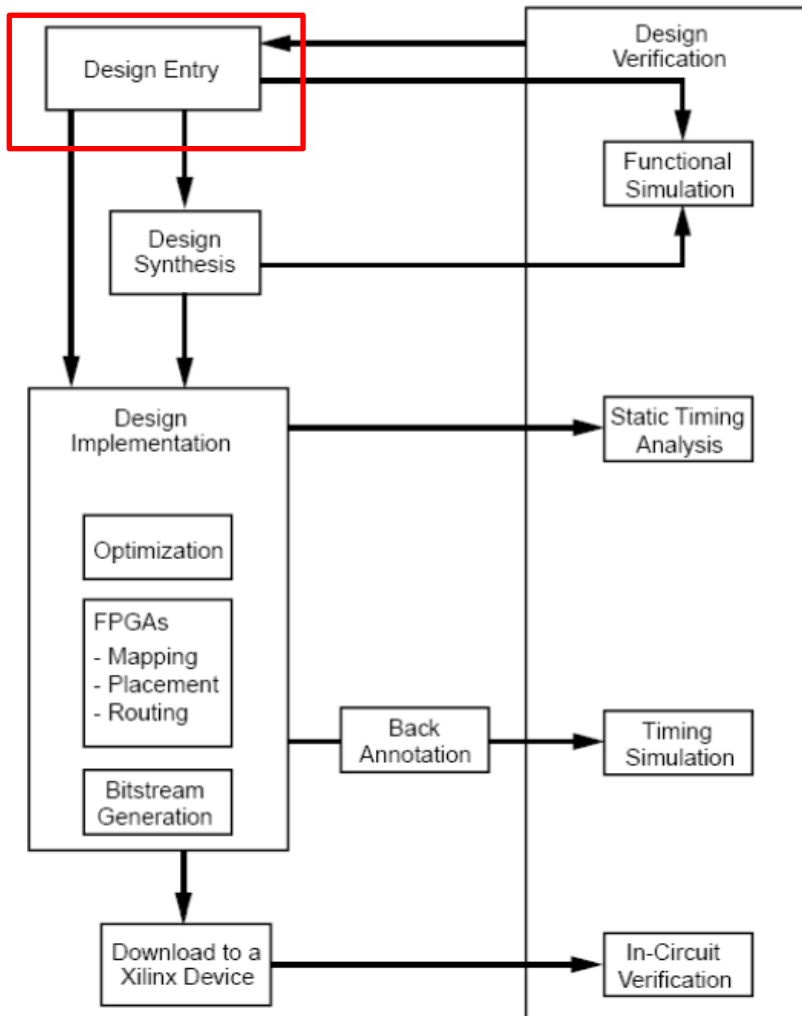 Design Entry
Design
Verification
Functional
Simulation
Design
Synthesis
Design
Implementation
Static Timing
Analysis
Optimization
FPGAs
- Mapping
- Placement
- Routing
Back
Annotation
Timing
Simulation
Bitstream
Generation
Download to a
Xilinx Device
In-Circuit
Verification